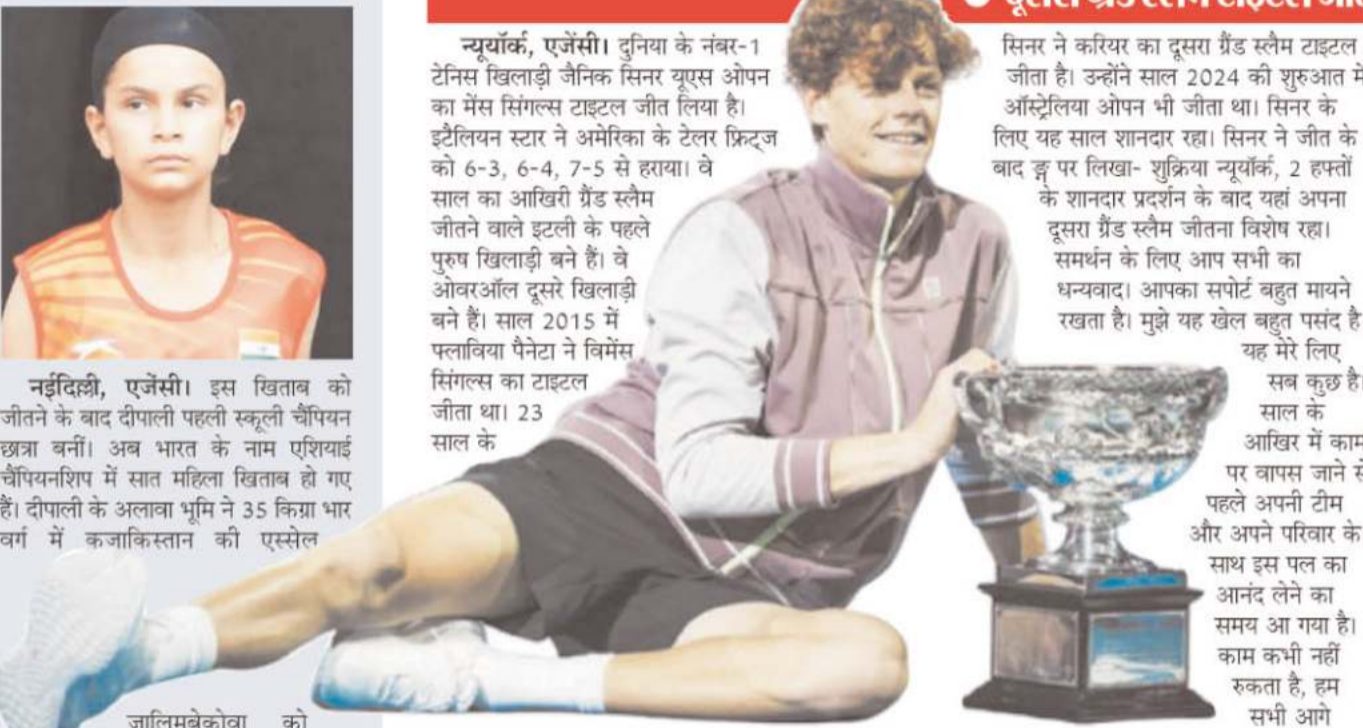 दूसरा ग्रैंड स्लैम टाइटल जीता
नईदिल्ली, एजेंसी। इस खिताब को
जीतने के बाद दीपाली पहली स्कूली चैंपियन
छात्रा बनीं। अब भारत के नाम एशियाई
चैंपियनशिप में सात महिला खिताब हो गए
हैं। दीपाली के अलावा भूमि ने 35 किग्रा भार
वर्ग में कजाकिस्तान की एस्सेल
जालिमबेकोवा को
न्यूयॉर्क, एजेंसी। दुनिया के नंबर-1
टेनिस खिलाड़ी जैनिक सिनर यूएस ओपन
का मेंस सिंगल्स टाइटल जीत लिया है।
इटैलियन स्टार ने अमेरिका के टेलर फ्रिट्ज
को 6-3, 6-4, 7-5 से हराया। वे
साल का आखिरी ग्रैंड स्लैम
जीतने वाले इटली के पहले
पुरुष खिलाड़ी बने हैं। वे
ओवरऑल दूसरे खिलाड़ी
बने हैं। साल 2015 में
फ्लाविया पैनेटा ने विमेंस
सिंगल्स का टाइटल
जीता था। 23
साल के
सिनर ने करियर का दूसरा ग्रैंड स्लैम टाइटल
जीता है। उन्होंने साल 2024 की शुरुआत में
ऑस्ट्रेलिया ओपन भी जीता था। सिनर के
लिए यह साल शानदार रहा। सिनर ने जीत के
बाद ङ्ग पर लिखा- शुक्रिया न्यूयॉर्क, 2 हफ्तों
के शानदार प्रदर्शन के बाद यहां अपना
दूसरा ग्रैंड स्लैम जीतना विशेष रहा।
समर्थन के लिए आप सभी का
धन्यवाद। आपका सपोर्ट बहुत मायने
रखता है। मुझे यह खेल बहुत पसंद है
यह मेरे लिए
सब कुछ है।
साल के
आखिर में काम
पर वापस जाने से
पहले अपनी टीम
और अपने परिवार के
साथ इस पल का
आनंद लेने का
समय आ गया है।
काम कभी नहीं
रुकता है, हम
सभी आगे